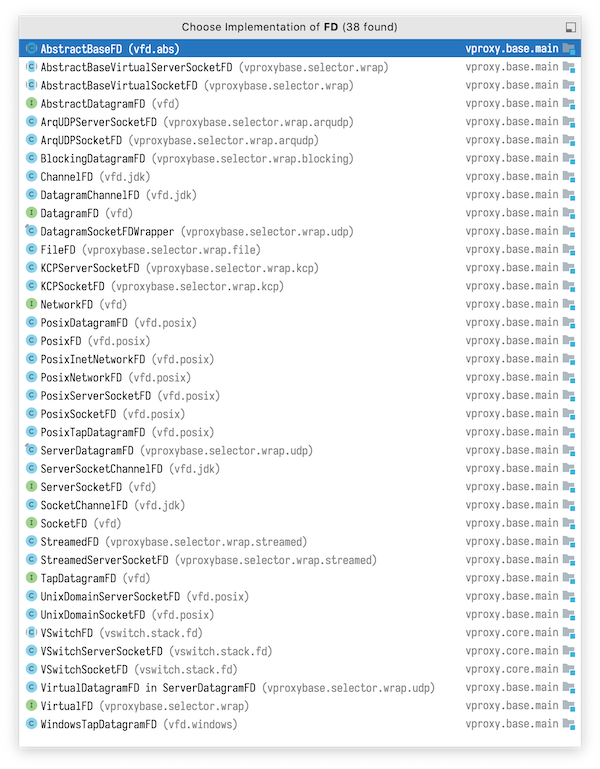 Choose Implementation of FD (38 found)
AbstractBaseFD (vfd.abs) vproxy.base.main
AbstractBaseVirtualServerSocketFD (vproxybase.selector.wrap) vproxy.base.main
AbstractBaseVirtualSocketFD (vproxybase.selector.wrap) vproxy.base.main
AbstractDatagramFD (vfd) vproxy.base.main
ArqUDPServerSocketFD (vproxybase.selector.wrap.arqudp) vproxy.base.main
ArqUDPSocketFD (vproxybase.selector.wrap.arqudp) vproxy.base.main
BlockingDatagramFD (vproxybase.selector.wrap.blocking) vproxy.base.main
ChannelFD (vfd.jdk) vproxy.base.main
DatagramChannelFD (vfd.jdk) vproxy.base.main
DatagramFD (vfd) vproxy.base.main
DatagramSocketFDWrapper (vproxybase.selector.wrap.udp) vproxy.base.main
FileFD (vproxybase.selector.wrap.file) vproxy.base.main
KCPServerSocketFD (vproxybase.selector.wrap.kcp) vproxy.base.main
KCPSocketFD (vproxybase.selector.wrap.kcp) vproxy.base.main
NetworkFD (vfd) vproxy.base.main
PosixDatagramFD (vfd.posix) vproxy.base.main
PosixFD (vfd.posix) vproxy.base.main
PosixInetNetworkFD (vfd.posix) vproxy.base.main
PosixNetworkFD (vfd.posix) vproxy.base.main
PosixServerSocketFD (vfd.posix) vproxy.base.main
PosixSocketFD (vfd.posix) vproxy.base.main
PosixTapDatagramFD (vfd.posix) vproxy.base.main
ServerDatagramFD (vproxybase.selector.wrap.udp) vproxy.base.main
ServerSocketChannelFD (vfd.jdk) vproxy.base.main
ServerSocketFD (vfd) vproxy.base.main
SocketChannelFD (vfd.jdk) vproxy.base.main
SocketFD (vfd) vproxy.base.main
StreamedFD (vproxybase.selector.wrap.streamed) vproxy.base.main
StreamedServerSocketFD (vproxybase.selector.wrap.streamed) vproxy.base.main
TapDatagramFD (vfd) vproxy.base.main
UnixDomainServerSocketFD (vfd.posix) vproxy.base.main
UnixDomainSocketFD (vfd.posix) vproxy.base.main
VSwitchFD (vswitch.stack.fd) vproxy.core.main
VSwitchServerSocketFD (vswitch.stack.fd) vproxy.core.main
VSwitchSocketFD (vswitch.stack.fd) vproxy.core.main
VirtualDatagramFD in ServerDatagramFD (vproxybase.selector.wrap.udp) vproxy.base.main
VirtualFD (vproxybase.selector.wrap) vproxy.base.main
WindowsTapDatagramFD (vfd.windows) vproxy.base.main